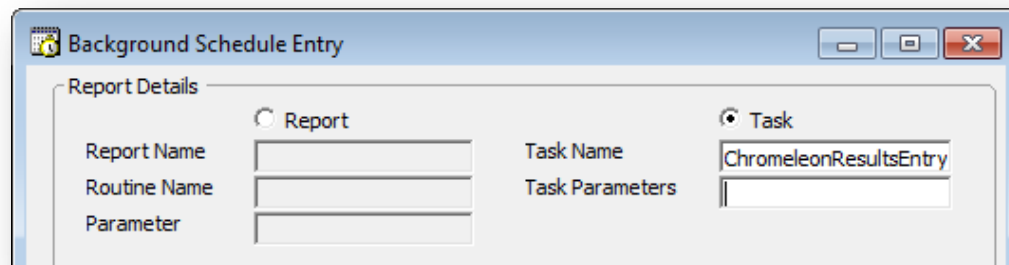 Background Schedule Entry
Report Details
Report Task
Report Name Task Name ChromeleonResultsEntry
Routine Name Task Parameters
Parameter